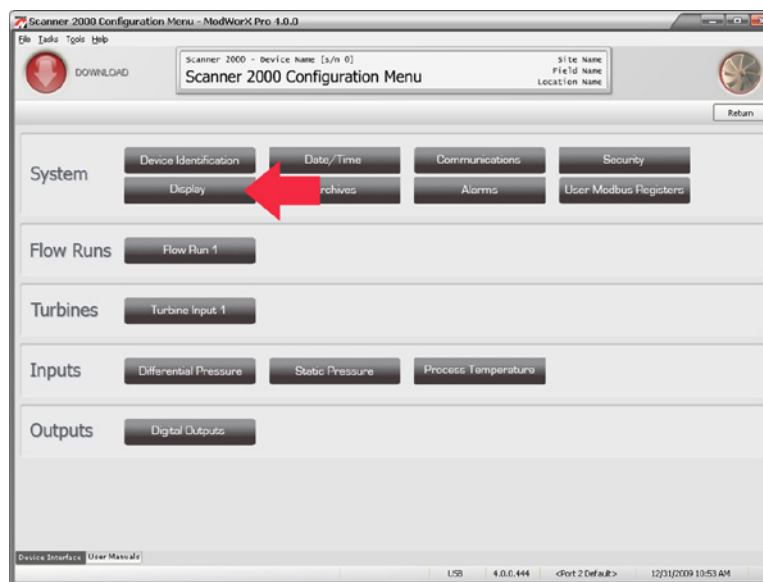 Scanner 2000 Configuration Menu - ModWorX Pro 4.0.0
File Tasks Tools Help
DOWNLOAD
Scanner 2000 - Device Name [s/n 0]
Scanner 2000 Configuration Menu
Site Name
Field Name
Location Name
Return
System
Device Identification Date/Time Communications Security
Display rchives Alarms User Modbus Registers
Flow Runs Flow Run 1
Turbines Turbine Input 1
Inputs Differential Pressure Static Pressure Process Temperature
Outputs Digital Outputs
Device Interface User Manuals
USB 4.0.0.444 <Port 2 Default> 12/31/2009 10:53 AM